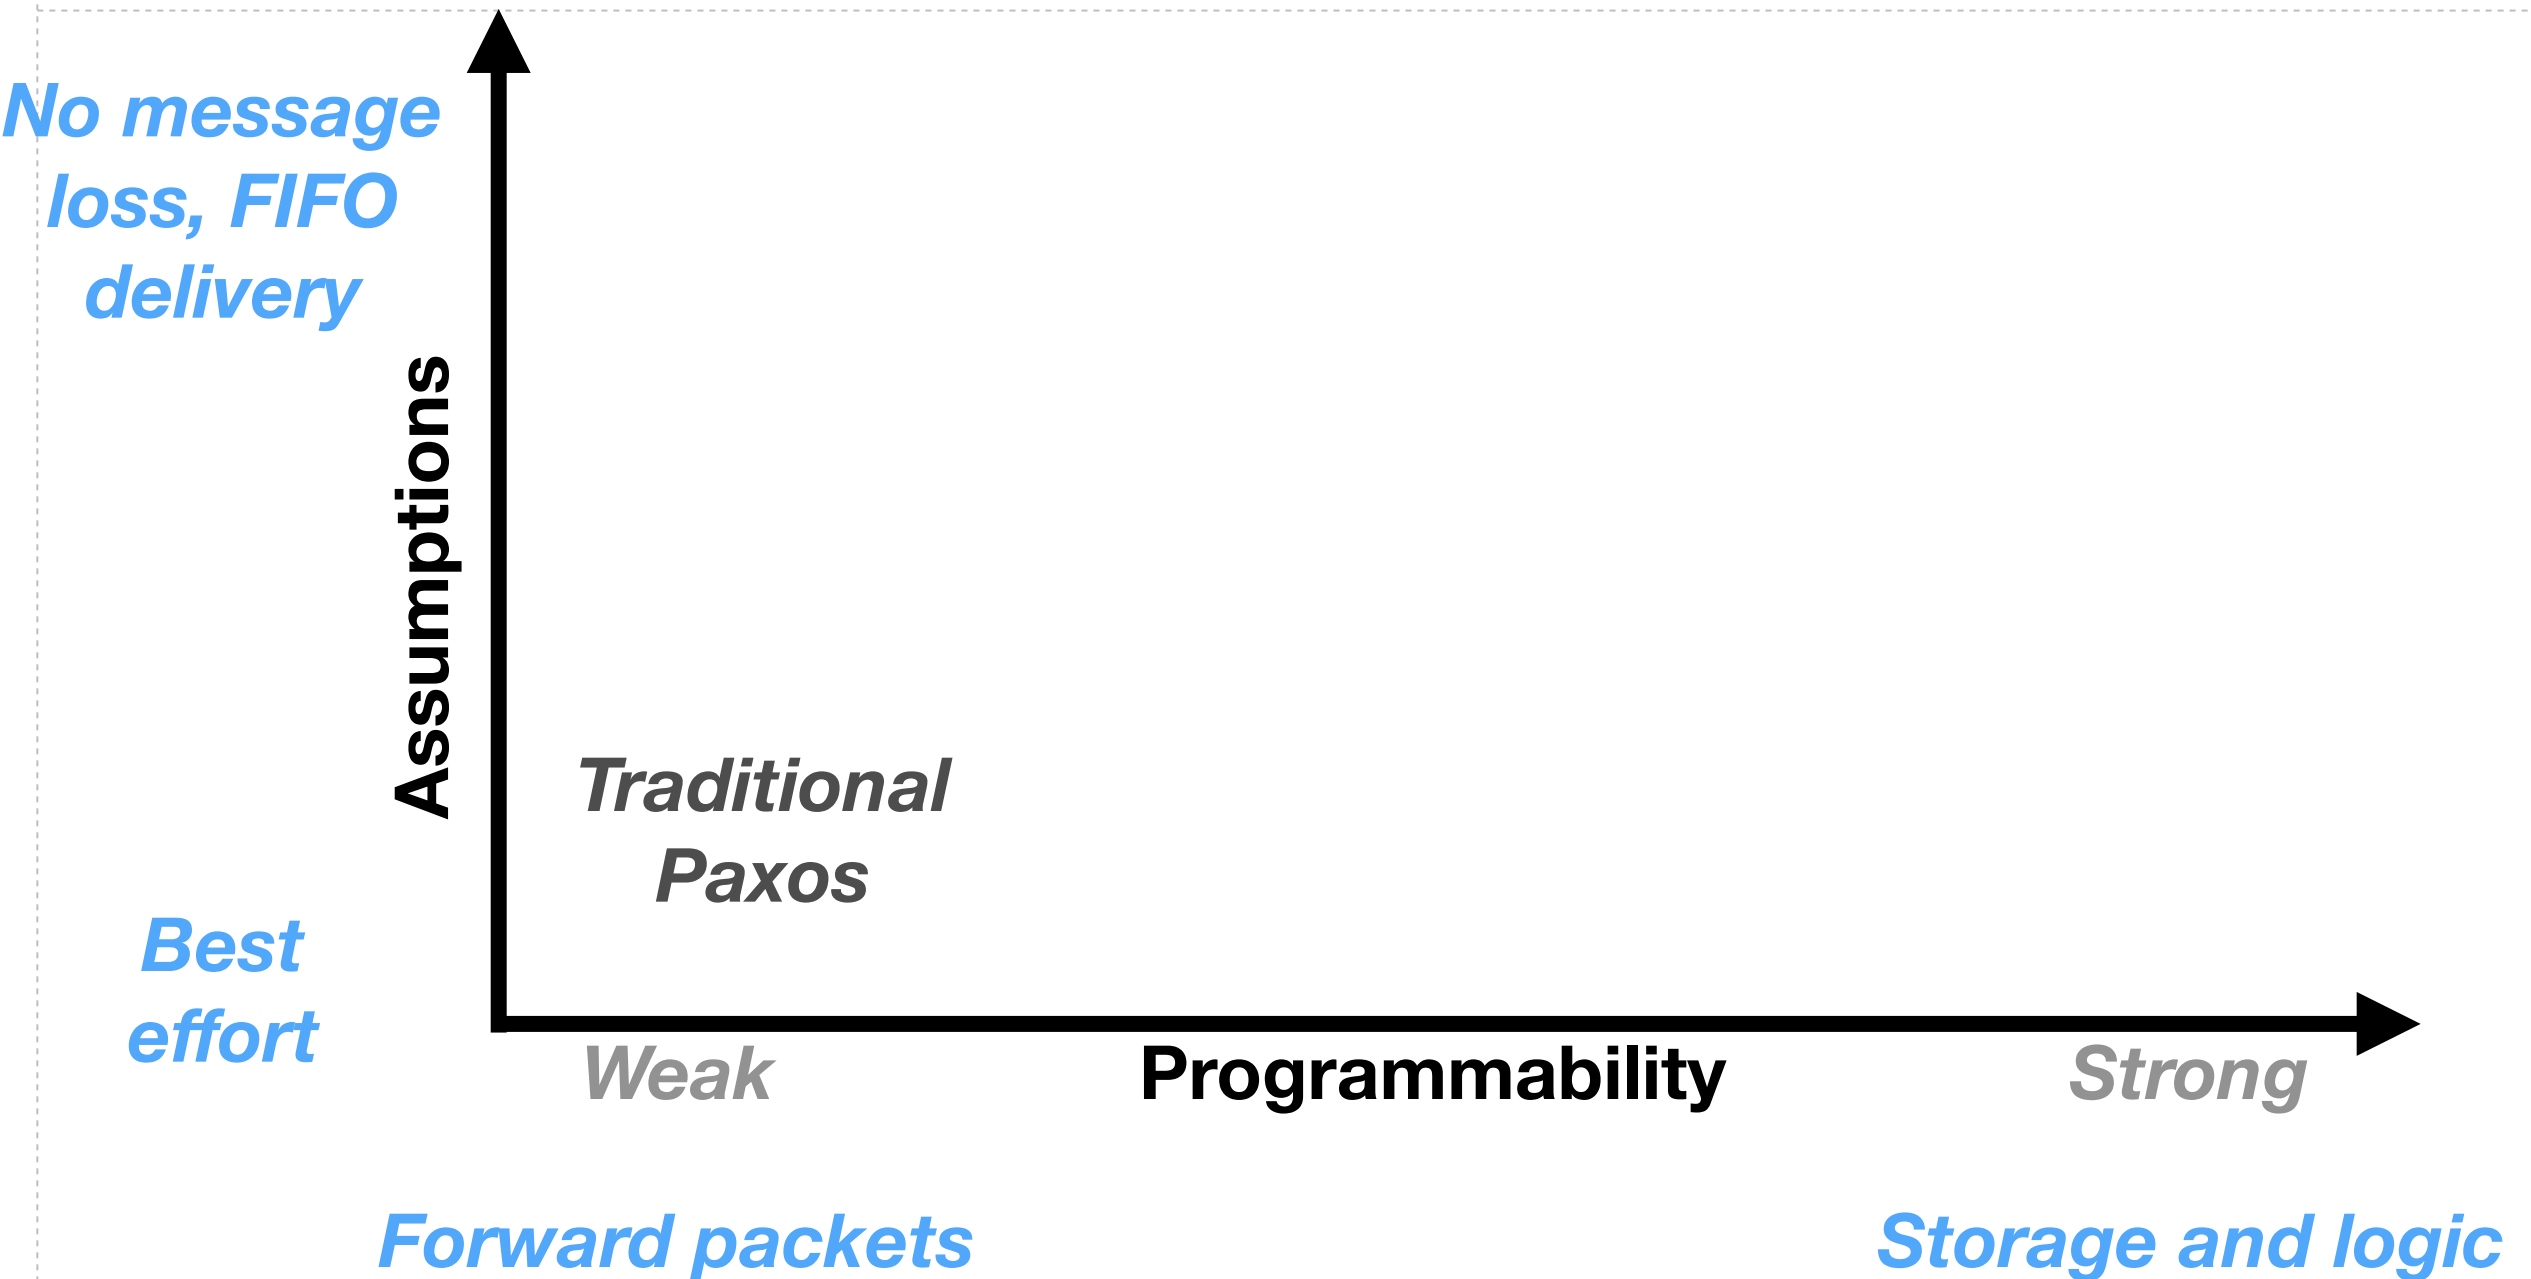 No message
loss, FIFO
delivery
Assumptions
Traditional
Paxos
Best
effort
Weak
Programmability
Strong
Forward packets
Storage and logic